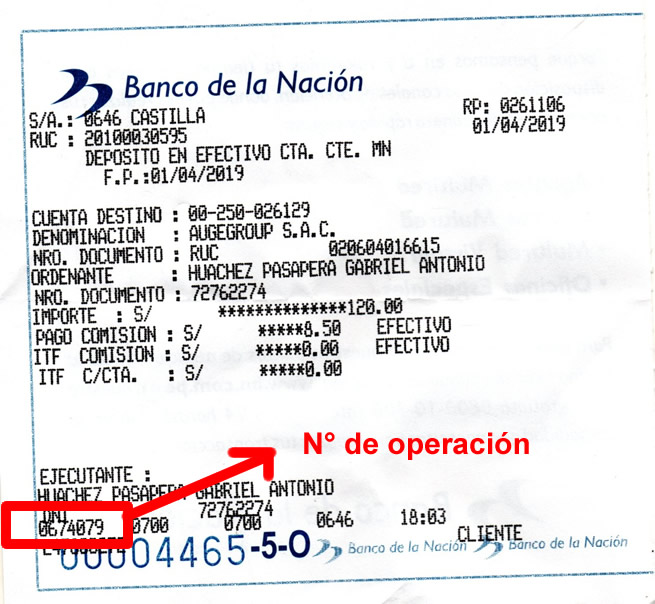 Banco de la Nación
S/A.: 0646 CASTILLA RP: 0261106
RUC : 20100030595 01/04/2019
DEPOSITO EN EFECTIVO CTA. CTE. MN
F.P.:01/04/2019
CUENTA DESTINO : 00-250-026129
DENOMINACION : AUGEGROUP S.A.C.
NRO. DOCUMENTO : RUC 020604016615
ORDENANTE : HUACHEZ PASAPERA GABRIEL ANTONIO
NRO. DOCUMENTO : 72762274
IMPORTE : S/ **************120.00
PAGO COMISION : S/ *****8.50 EFECTIVO
ITF COMISION : S/ *****0.00 EFECTIVO
ITF C/CTA. : S/ *****0.00
N° de operación
EJECUTANTE :
HUACHEZ PASAPERA GABRIEL ANTONIO
DNI 72762274
0674079 0700 0700 0646 18:03
CLIENTE
00004465-5-0 Banco de la Nación Banco de la Nación